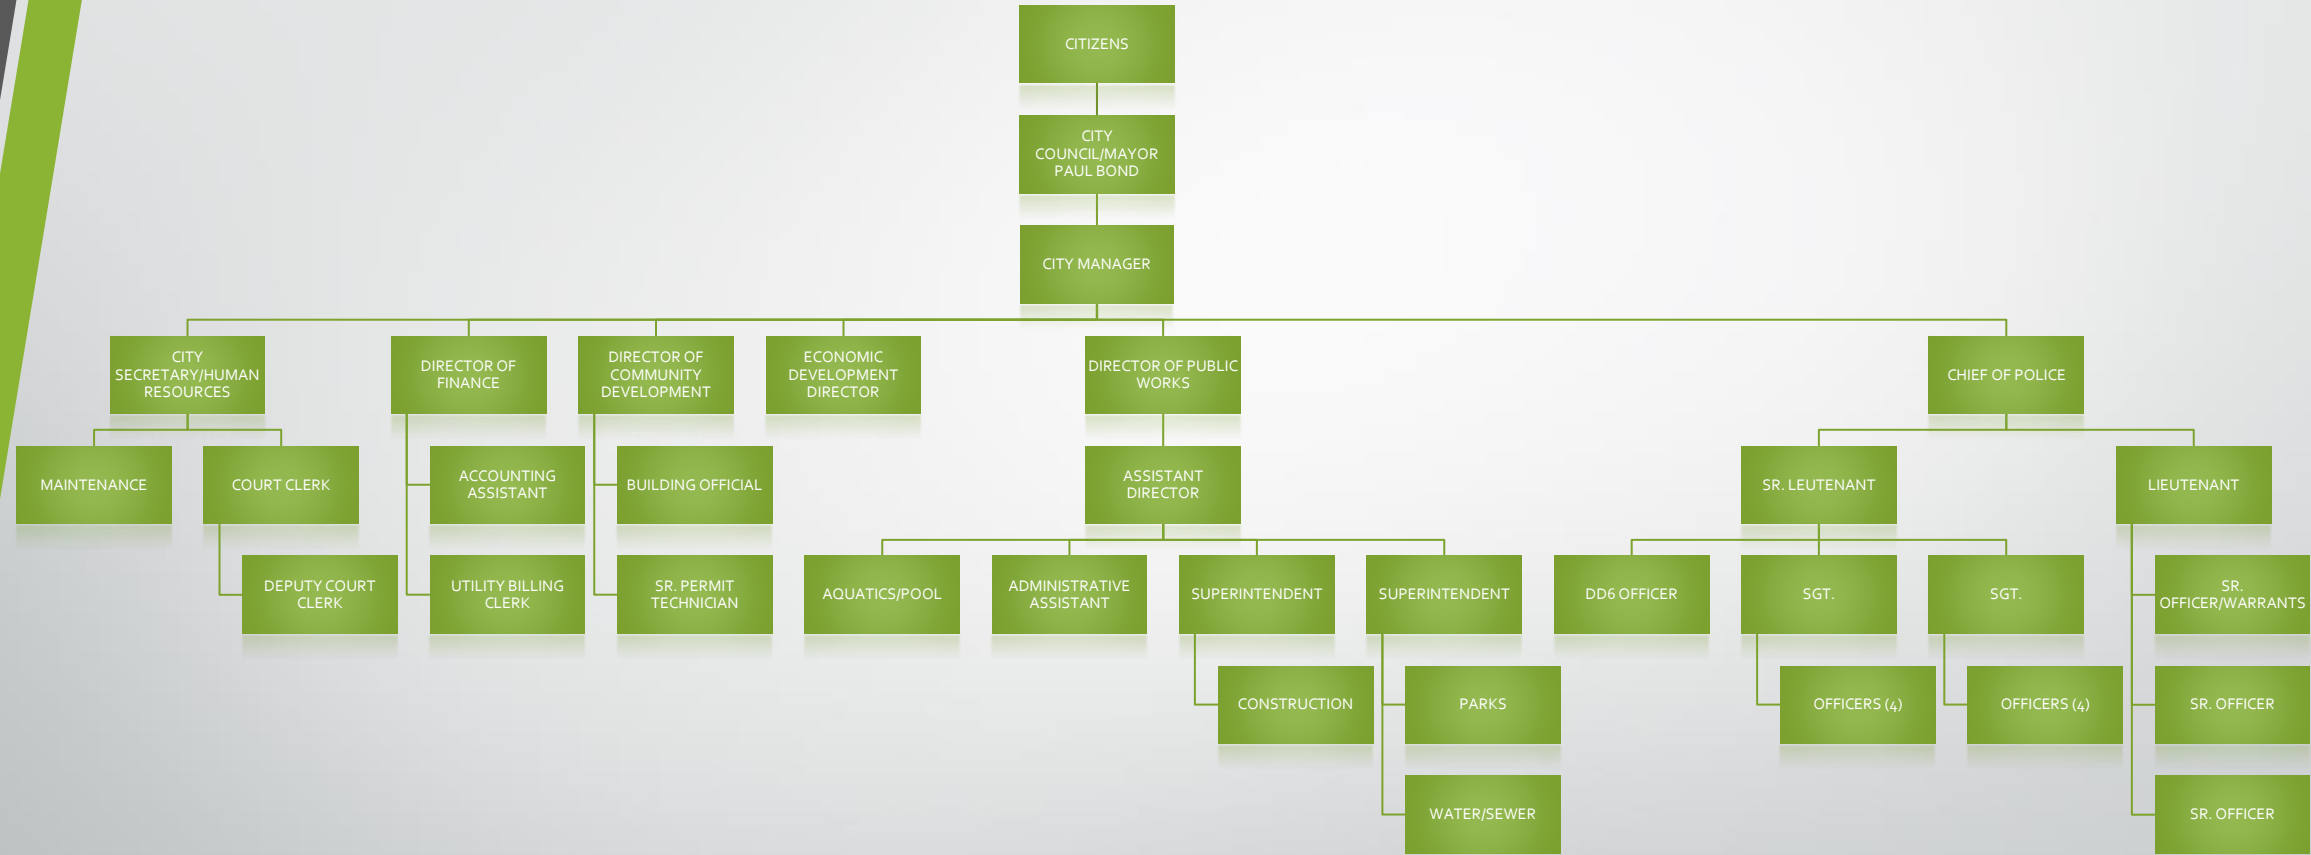 CITIZENS
CITY
COUNCIL/MAYOR
PAUL BOND
CITY MANAGER
CITY
SECRETARY/HUMAN
RESOURCES
DIRECTOR OF
FINANCE
DIRECTOR OF
COMMUNITY
DEVELOPMENT
ECONOMIC
DEVELOPMENT
DIRECTOR
DIRECTOR OF PUBLIC
WORKS
CHIEF OF POLICE
MAINTENANCE
COURT CLERK
ACCOUNTING
ASSISTANT
BUILDING OFFICIAL
ASSISTANT
DIRECTOR
SR. LEUTENANT
LIEUTENANT
DEPUTY COURT
CLERK
UTILITY BILLING
CLERK
SR. PERMIT
TECHNICIAN
AQUATICS/POOL
ADMINISTRATIVE
ASSISTANT
SUPERINTENDENT
SUPERINTENDENT
DD6 OFFICER
SGT.
SGT.
SR.
OFFICER/WARRANTS
CONSTRUCTION
PARKS
OFFICERS (4)
OFFICERS (4)
SR. OFFICER
WATER/SEWER
SR. OFFICER